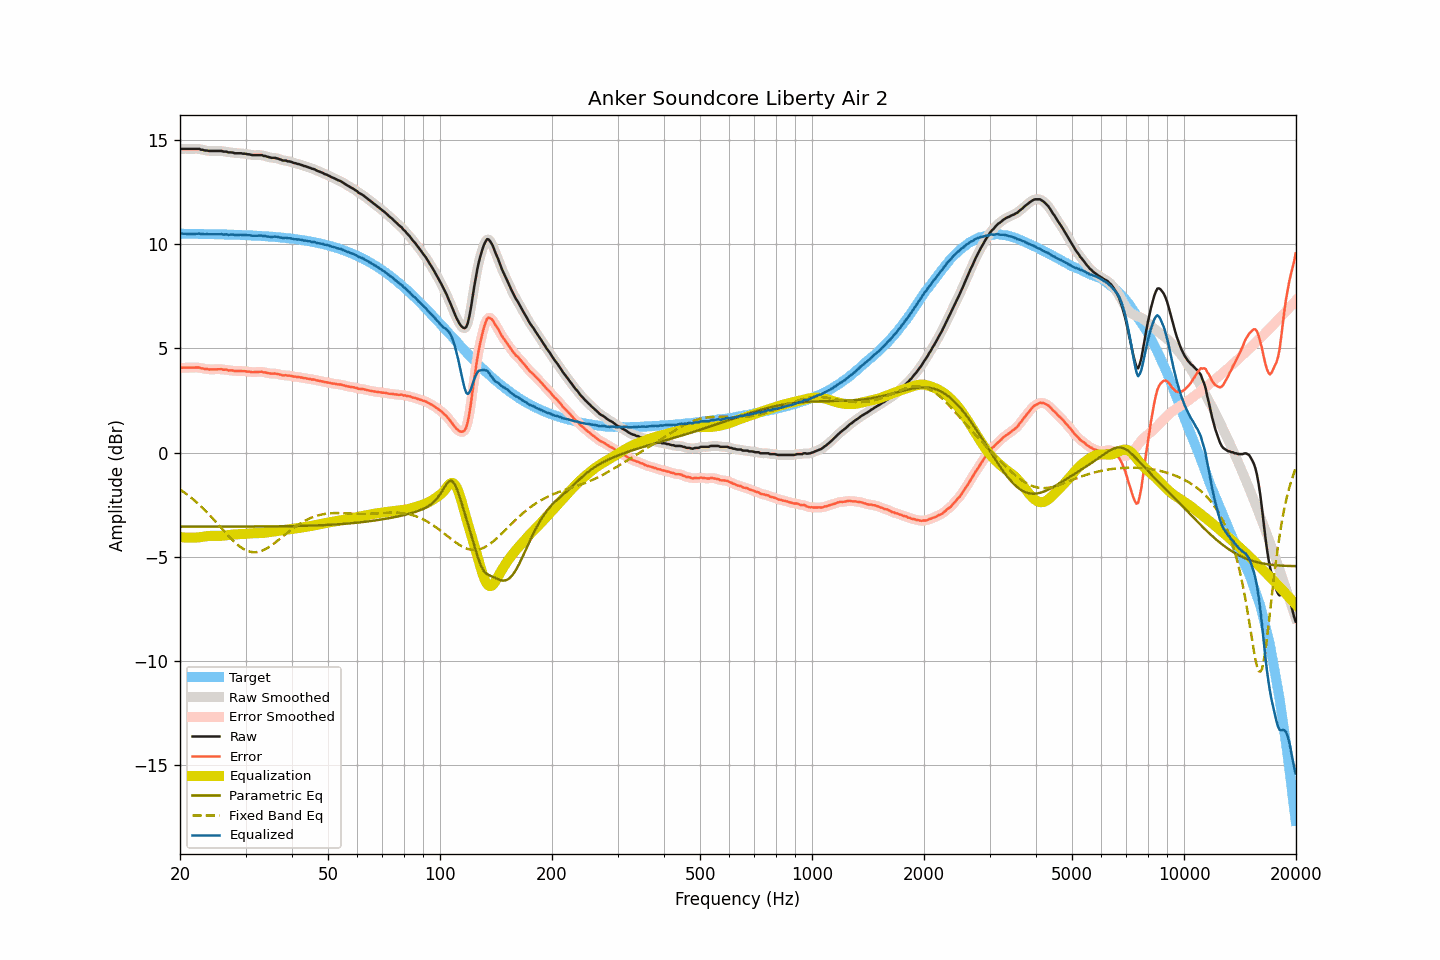 Anker Soundcore Liberty Air 2
15
10
5
0
−5
−10
−15
Amplitude (dBr)
Target
Raw Smoothed
Error Smoothed
Raw
Error
Equalization
Parametric Eq
Fixed Band Eq
Equalized
20 50 100 200 500 1000 2000 5000 10000 20000
Frequency (Hz)